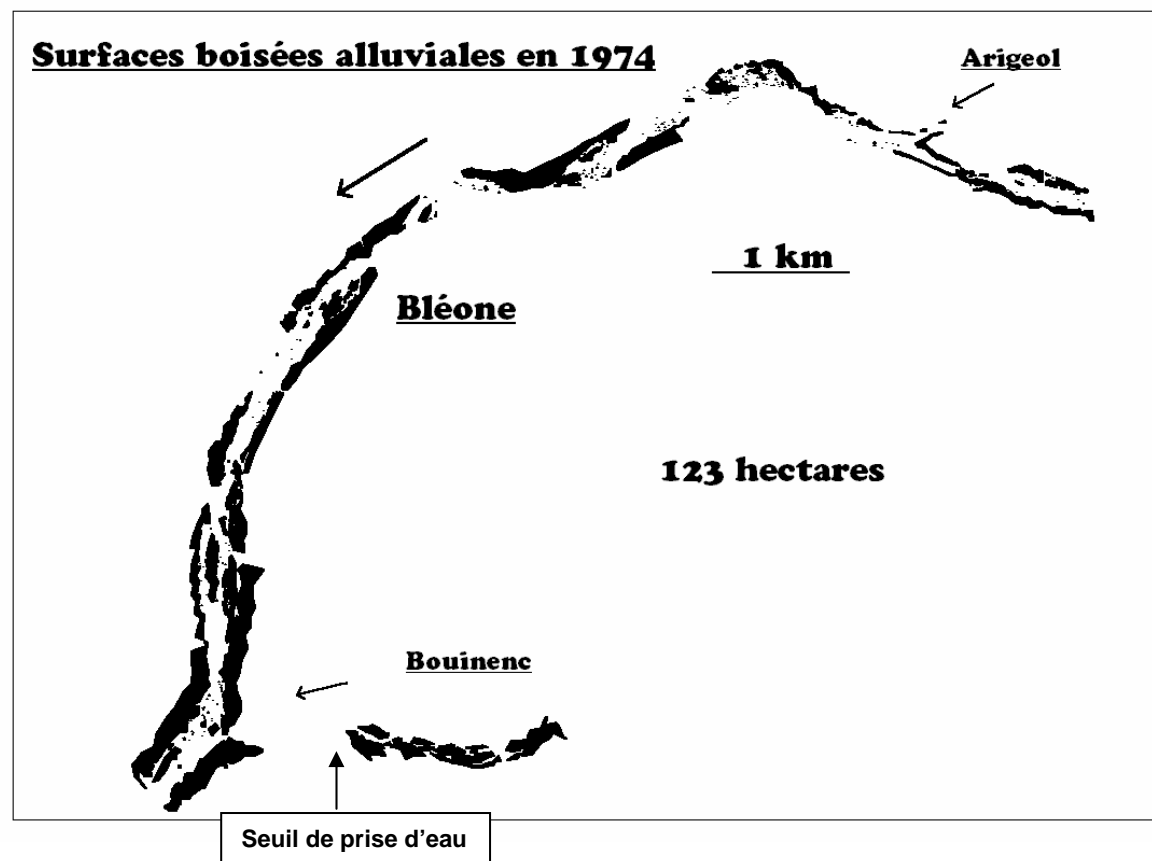 Surfaces boisées alluviales en 1974
Arigeol
1 km
Bléone
123 hectares
Bouinenc
Seuil de prise d'eau